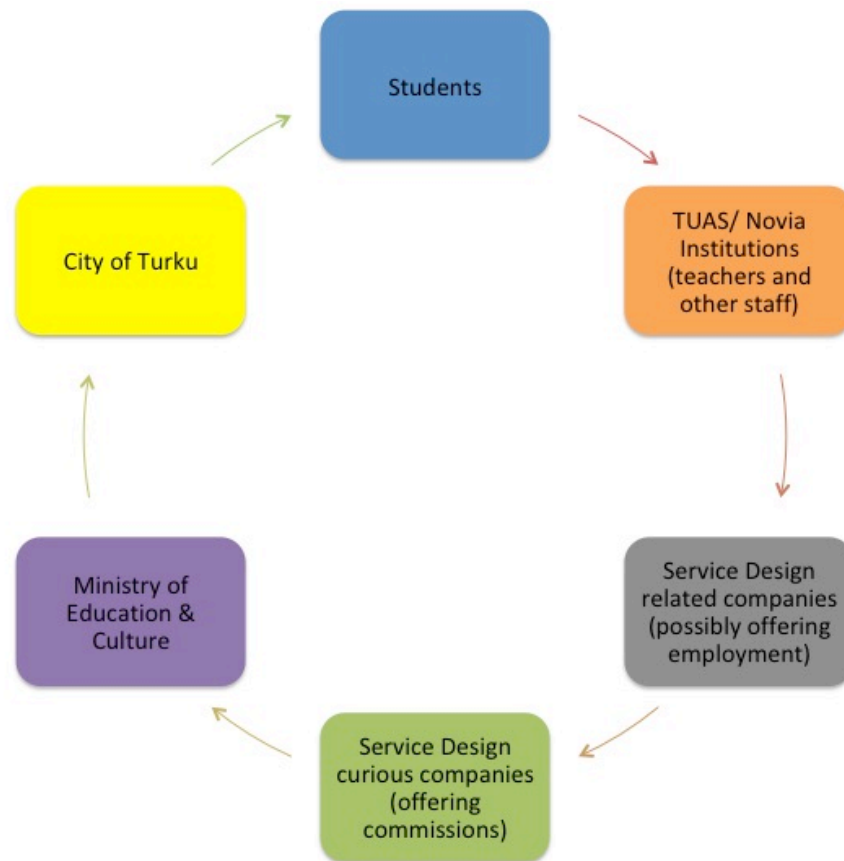 Students
TUAS/ Novia
Institutions
(teachers and
other staff)
Service Design
related companies
(possibly offering
employment)
Service Design
curious companies
(offering
commissions)
Ministry of
Education &
Culture
City of Turku